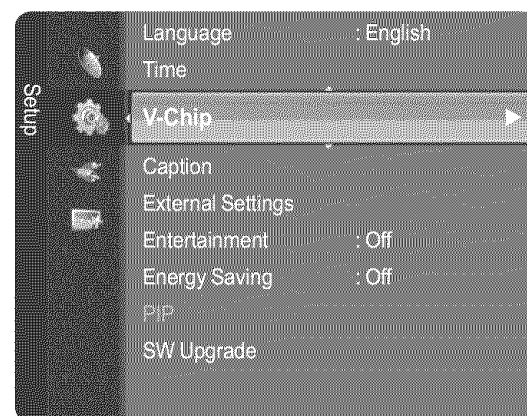 Setup
Language : English
Time
V-Chip
Caption
External Settings
Entertainment : Off
Energy Saving : Off
PIP
SW Upgrade